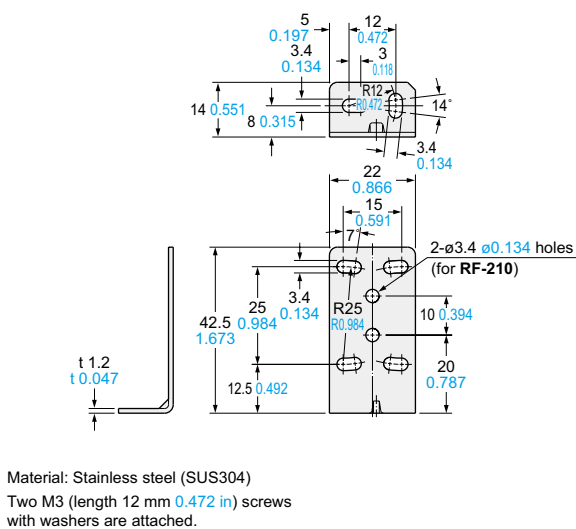 5 12
0.197 0.472
3.4 3
0.134 0.118
R12
R0.472
14 0.551
14°
8 0.315
3.4
0.134
22
0.866
15
0.591
7°
2-ø3.4 ø0.134 holes
(for RF-210)
3.4
0.134
25
0.984
R25
R0.984
10 0.394
42.5
1.673
t 1.2
t 0.047
12.5 0.492
20
0.787
Material: Stainless steel (SUS304)
Two M3 (length 12 mm 0.472 in) screws
with washers are attached.